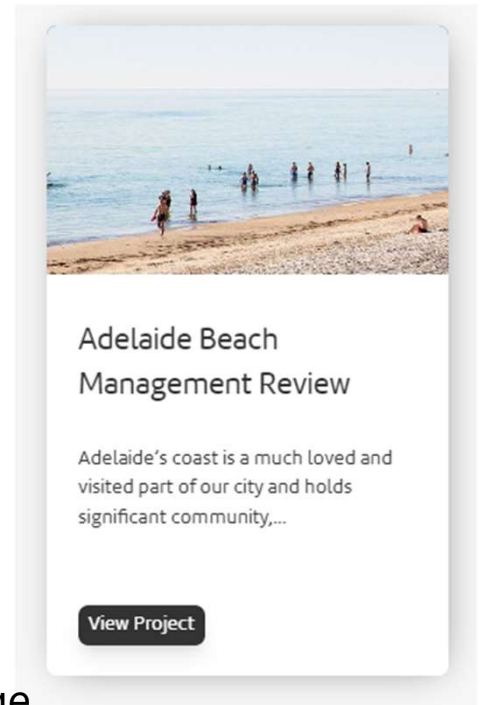 Adelaide Beach
Management Review
Adelaide's coast is a much loved and
visited part of our city and holds
significant community,...
View Project